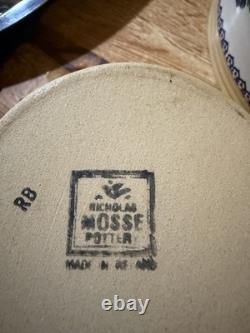 RB
NICHOLAS
MOSSE
POTTERY
MADE IN IRELAND